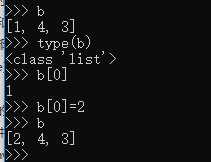 >>> b
[1, 4, 3]
>>> type(b)
<class 'list'>
>>> b[0]
1
>>> b[0]=2
>>> b
[2, 4, 3]
>>>